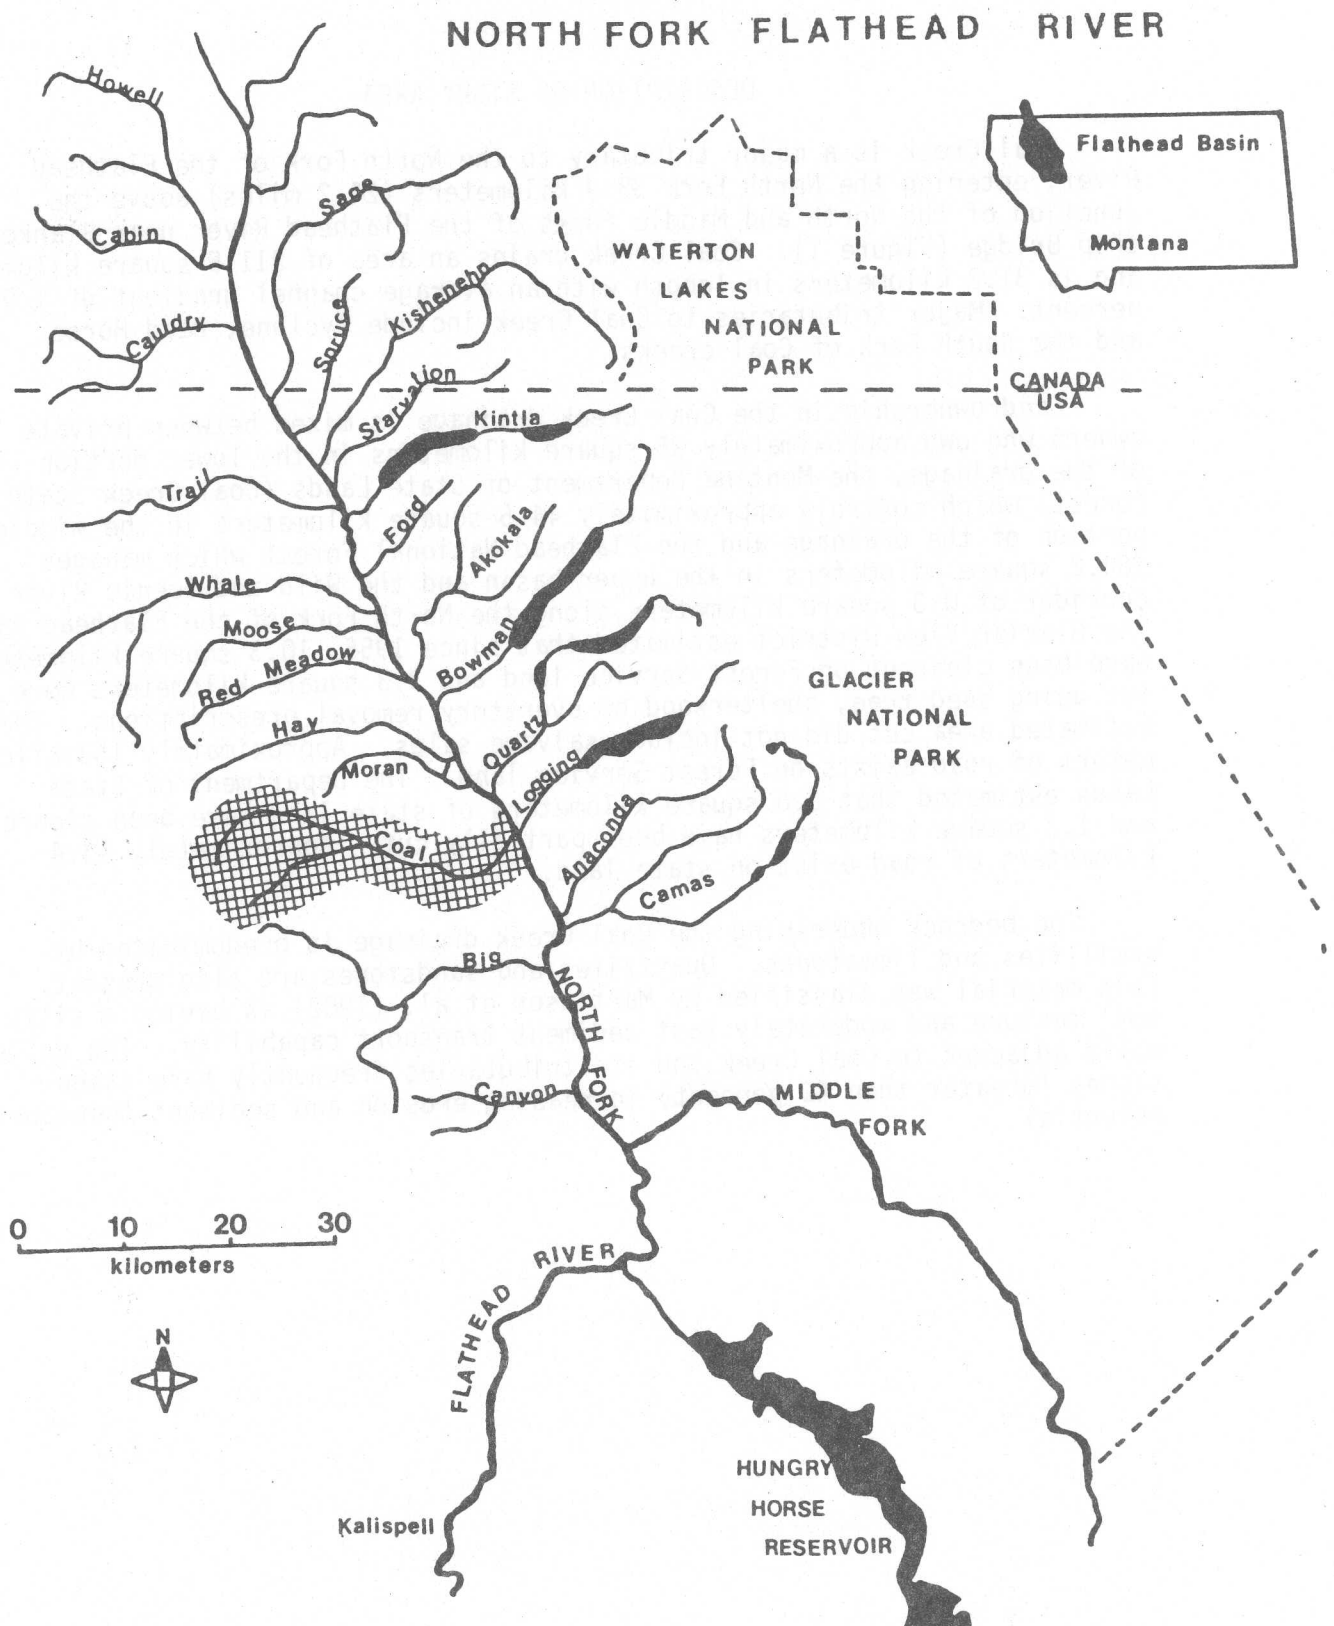 NORTH FORK FLATHEAD RIVER
Howell
Flathead Basin
Montana
Sage
Cabin
WATERTON
LAKES
NATIONAL
PARK
Kishenehn
Spruce
Cauldry
Starvation
CANADA
USA
Kintla
Trail
Ford
Akokala
Whale
Moose
Red Meadow
Bowman
Hay
Quartz
GLACIER
NATIONAL
PARK
Moran
Logging
Coal
Anaconda
Camas
Big
NORTH FORK
Canyon
MIDDLE
FORK
0 10 20 30
kilometers
FLATHEAD RIVER
N
HUNGRY
HORSE
RESERVOIR
Kalispell